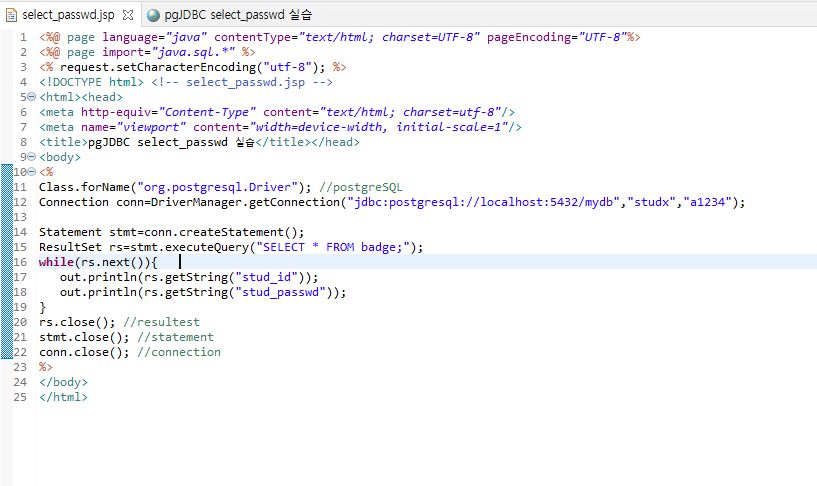 select_passwd.jsp pgJDBC select_passwd 실습
1 <%@ page language="java" contentType="text/html; charset=UTF-8" pageEncoding="UTF-8"%>
2 <%@ page import="java.sql.*" %>
3 <% request.setCharacterEncoding("utf-8"); %>
4 <!DOCTYPE html> <!-- select_passwd.jsp -->
5 <html><head>
6 <meta http-equiv="Content-Type" content="text/html; charset=utf-8"/>
7 <meta name="viewport" content="width=device-width, initial-scale=1"/>
8 <title>pgJDBC select_passwd 실습</title></head>
9 <body>
10 <%
11 Class.forName("org.postgresql.Driver"); //postgreSQL
12 Connection conn=DriverManager.getConnection("jdbc:postgresql://localhost:5432/mydb","studx","a1234");
13
14 Statement stmt=conn.createStatement();
15 ResultSet rs=stmt.executeQuery("SELECT * FROM badge;");
16 while(rs.next()){
17 out.println(rs.getString("stud_id"));
18 out.println(rs.getString("stud_passwd"));
19 }
20 rs.close(); //resultest
21 stmt.close(); //statement
22 conn.close(); //connection
23 %>
24 </body>
25 </html>